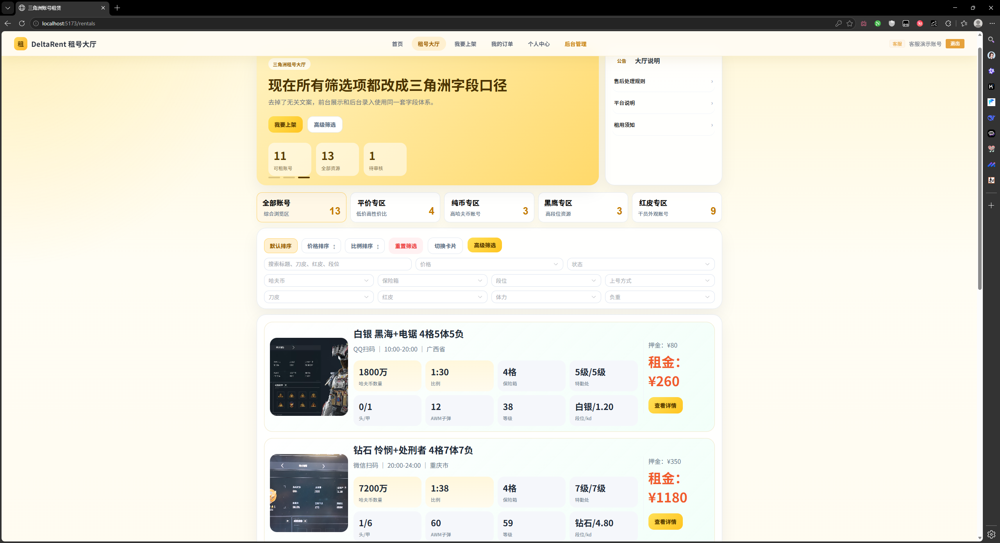 三角洲账号租赁
localhost:5173/rentals
租 DeltaRent 租号大厅
首页 租号大厅 我要上架 我的订单 个人中心 后台管理
客服 客服演示账号 退出
三角洲租号大厅
现在所有筛选项都改成三角洲字段口径
去掉了无关文案，前台展示和后台录入使用同一套字段体系。
我要上架 高级筛选
11 13 1
可租账号 全部资源 待审核
公告 大厅说明
售后处理规则
平台说明
租用须知
全部账号
综合浏览区 13
平价专区
低价高性价比 4
纯币专区
高哈夫币账号 3
黑鹰专区
高段位资源 3
红皮专区
干员外观账号 9
默认排序 价格排序 ↕ 比例排序 ↕ 重置筛选 切换卡片 高级筛选
搜索标题、刀皮、红皮、段位 价格 状态
哈夫币 保险箱 段位 上号方式
刀皮 红皮 体力 负重
白银 黑海+电锯 4格5体5负
QQ扫码 | 10:00-20:00 | 广西省
1800万 1:30 4格 5级/5级
哈夫币数量 比例 保险箱 特勤处
0/1 12 38 白银/1.20
头/甲 AWM子弹 等级 段位/kd
押金：¥80
租金：
¥260
查看详情
钻石 怜悯+处刑者 4格7体7负
微信扫码 | 20:00-24:00 | 重庆市
7200万 1:38 4格 7级/7级
哈夫币数量 比例 保险箱 特勤处
1/6 60 59 钻石/4.80
头/甲 AWM子弹 等级 段位/kd
押金：¥350
租金：
¥1180
查看详情